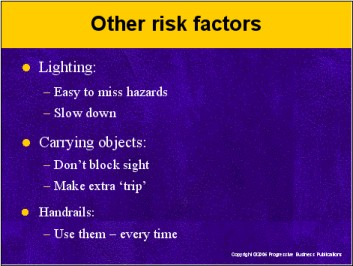 Other risk factors
Lighting:
– Easy to miss hazards
– Slow down
Carrying objects:
– Don't block sight
– Make extra 'trip'
Handrails:
– Use them – every time
Copyright ©2006 Progressive Business Publications